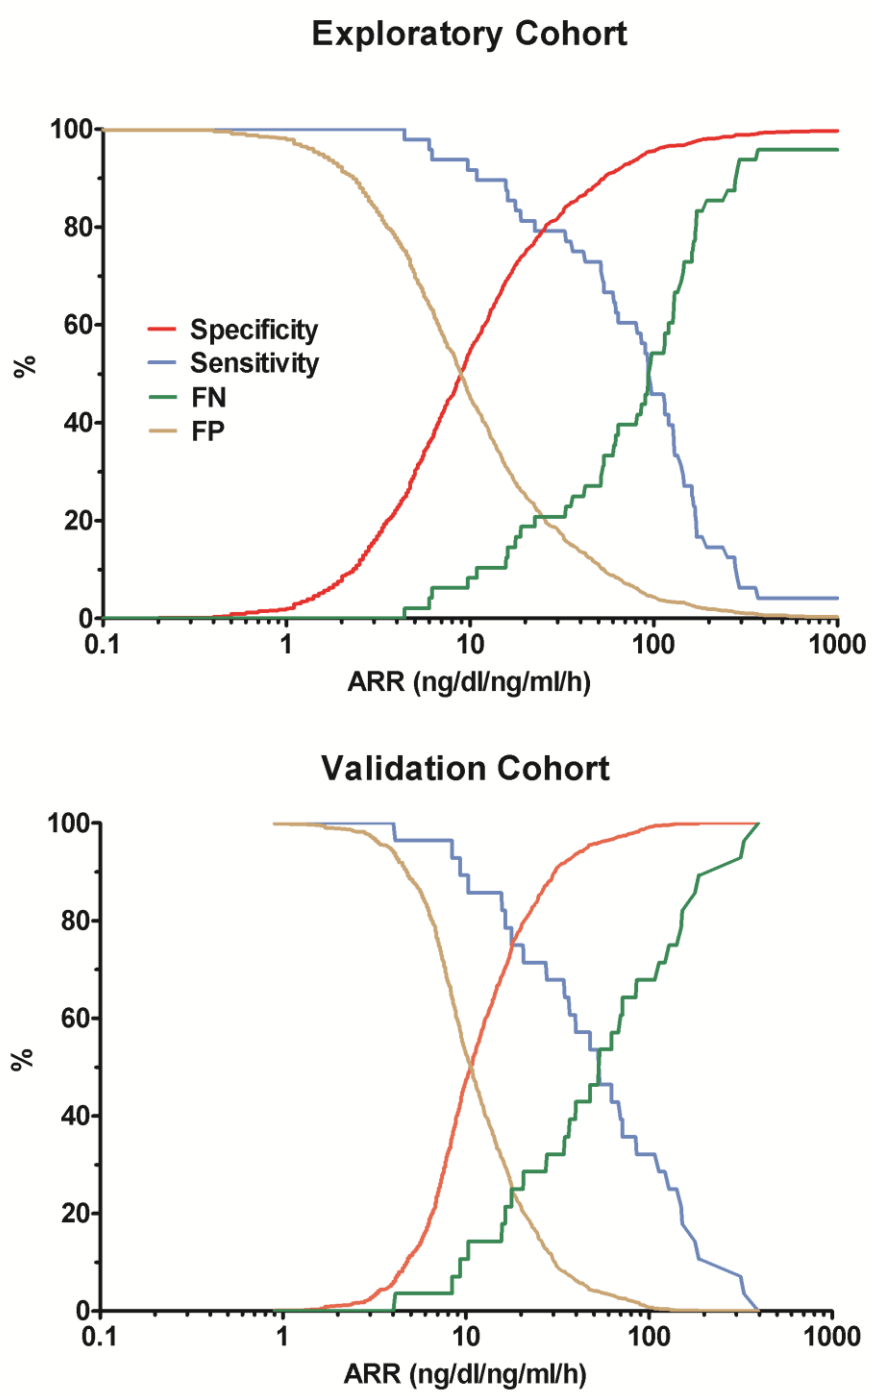 Exploratory Cohort
100
80
60
40
20
0
%
Specificity
Sensitivity
FN
FP
0.1 1 10 100 1000
ARR (ng/dl/ng/ml/h)
Validation Cohort
100
80
60
40
20
0
%
0.1 1 10 100 1000
ARR (ng/dl/ng/ml/h)